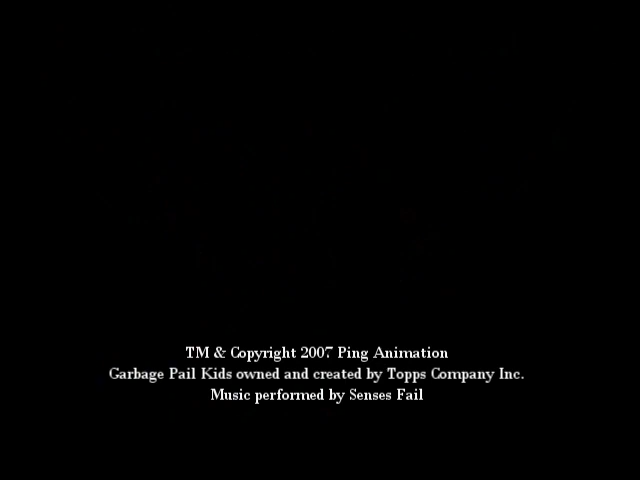 TM & Copyright 2007 Ping Animation
Garbage Pail Kids owned and created by Topps Company Inc.
Music performed by Senses Fail